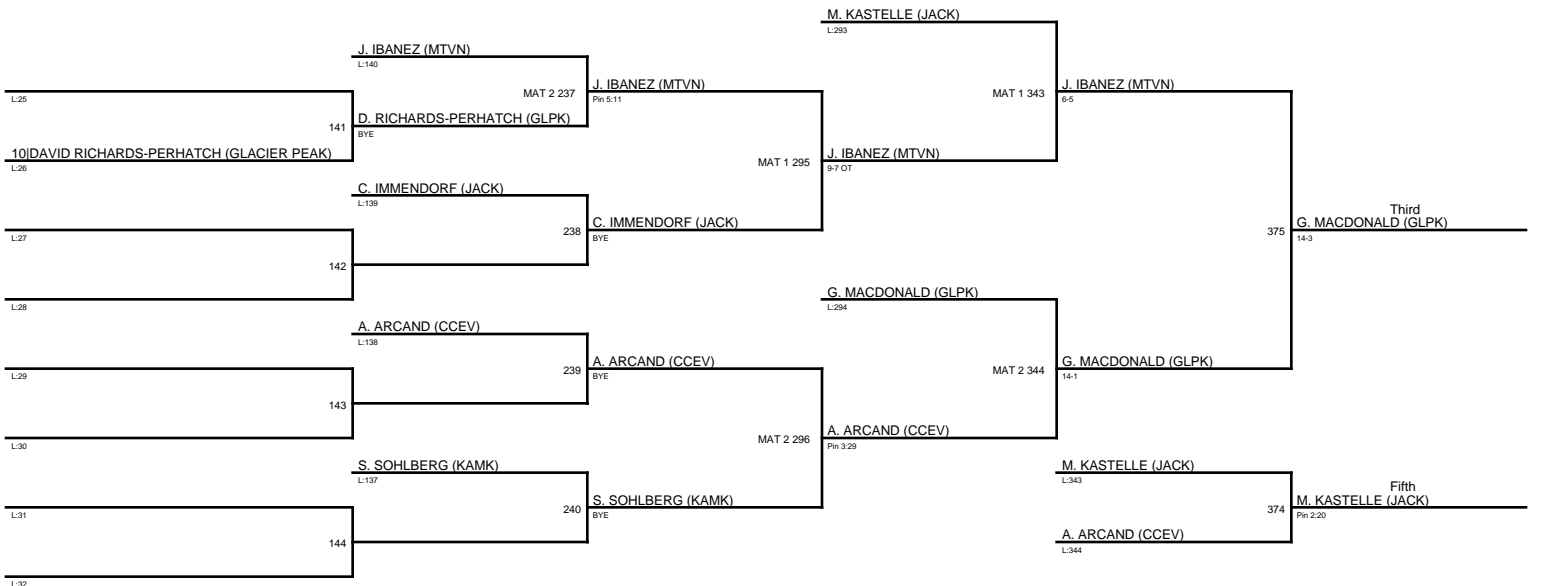 M. KASTELLE (JACK)
L:293
J. IBANEZ (MTVN)
L:140
MAT 2 237
J. IBANEZ (MTVN)
Pin 5:11
MAT 1 343
J. IBANEZ (MTVN)
6-5
L:25
141
D. RICHARDS-PERHATCH (GLPK)
BYE
10|DAVID RICHARDS-PERHATCH (GLACIER PEAK)
L:26
MAT 1 295
J. IBANEZ (MTVN)
9-7 OT
C. IMMENDORF (JACK)
L:139
Third
L:27
238
C. IMMENDORF (JACK)
BYE
375
G. MACDONALD (GLPK)
14-3
142
L:28
G. MACDONALD (GLPK)
L:294
A. ARCAND (CCEV)
L:138
L:29
239
A. ARCAND (CCEV)
BYE
MAT 2 344
G. MACDONALD (GLPK)
14-1
143
L:30
MAT 2 296
A. ARCAND (CCEV)
Pin 3:29
S. SOHLBERG (KAMK)
L:137
M. KASTELLE (JACK)
L:343
Fifth
L:31
240
S. SOHLBERG (KAMK)
BYE
374
M. KASTELLE (JACK)
Pin 2:20
144
A. ARCAND (CCEV)
L:344
L:32